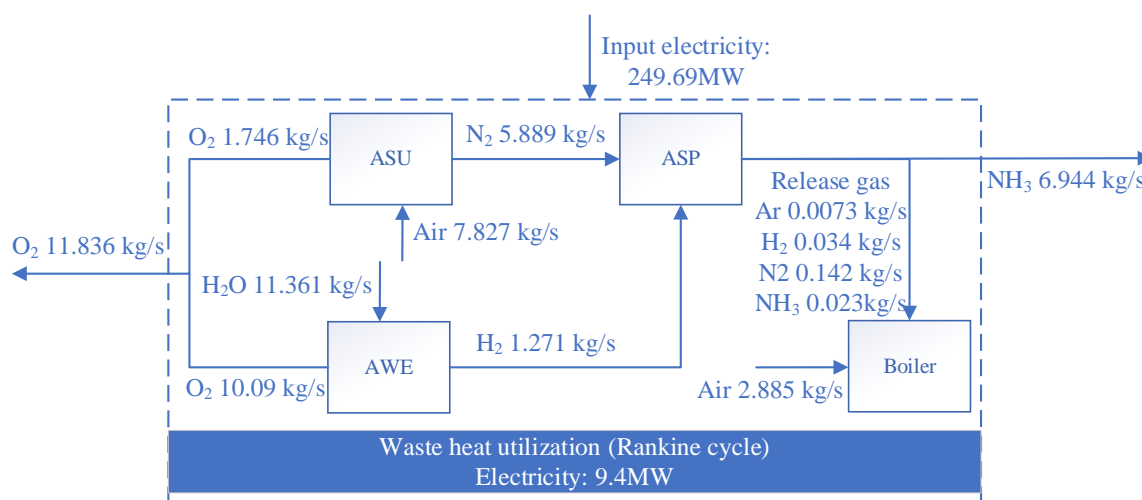 Input electricity:
249.69MW
O₂ 1.746 kg/s
ASU
N₂ 5.889 kg/s
ASP
Release gas
Ar 0.0073 kg/s
H₂ 0.034 kg/s
N2 0.142 kg/s
NH₃ 0.023kg/s
NH₃ 6.944 kg/s
Air 7.827 kg/s
O₂ 11.836 kg/s
H₂O 11.361 kg/s
AWE
H₂ 1.271 kg/s
O₂ 10.09 kg/s
Boiler
Air 2.885 kg/s
Waste heat utilization (Rankine cycle)
Electricity: 9.4MW